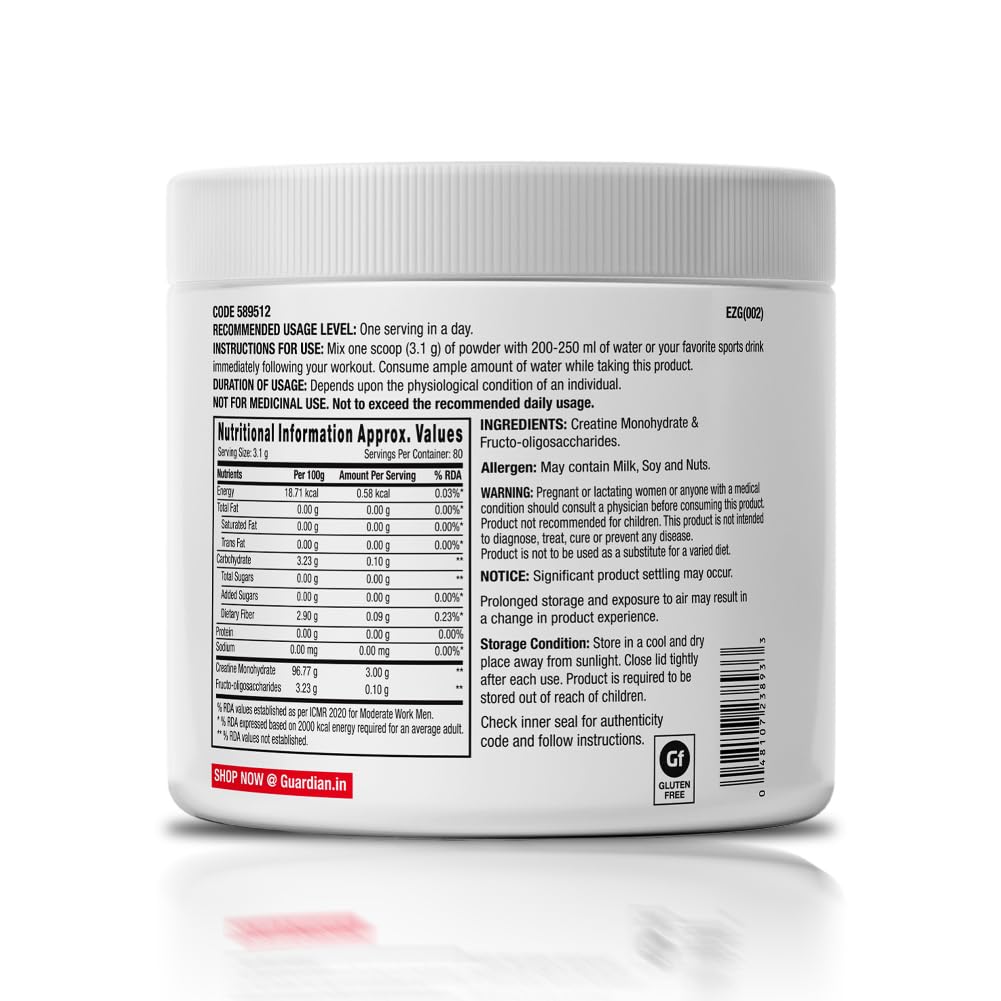 CODE 589512 EZG(002)
RECOMMENDED USAGE LEVEL: One serving in a day.
INSTRUCTIONS FOR USE: Mix one scoop (3.1 g) of powder with 200-250 ml of water or your favorite sports drink
immediately following your workout. Consume ample amount of water while taking this product.
DURATION OF USAGE: Depends upon the physiological condition of an individual.
NOT FOR MEDICINAL USE. Not to exceed the recommended daily usage.
Nutritional Information Approx. Values
Serving Size: 3.1 g Servings Per Container: 80
Nutrients Per 100g Amount Per Serving % RDA
Energy 18.71 kcal 0.58 kcal 0.03%*
Total Fat 0.00 g 0.00 g 0.00%*
Saturated Fat 0.00 g 0.00 g 0.00%*
Trans Fat 0.00 g 0.00 g 0.00%*
Carbohydrate 3.23 g 0.10 g **
Total Sugars 0.00 g 0.00 g **
Added Sugars 0.00 g 0.00 g 0.00%*
Dietary Fiber 2.90 g 0.09 g 0.23%*
Protein 0.00 g 0.00 g 0.00%
Sodium 0.00 mg 0.00 mg 0.00%*
Creatine Monohydrate 96.77 g 3.00 g **
Fructo-oligosaccharides 3.23 g 0.10 g **
% RDA values established as per ICMR 2020 for Moderate Work Men.
* % RDA expressed based on 2000 kcal energy required for an average adult.
** % RDA values not established.
SHOP NOW @ Guardian.in
INGREDIENTS: Creatine Monohydrate &
Fructo-oligosaccharides.
Allergen: May contain Milk, Soy and Nuts.
WARNING: Pregnant or lactating women or anyone with a medical
condition should consult a physician before consuming this product.
Product not recommended for children. This product is not intended
to diagnose, treat, cure or prevent any disease.
Product is not to be used as a substitute for a varied diet.
NOTICE: Significant product settling may occur.
Prolonged storage and exposure to air may result in
a change in product experience.
Storage Condition: Store in a cool and dry
place away from sunlight. Close lid tightly
after each use. Product is required to be
stored out of reach of children.
Check inner seal for authenticity
code and follow instructions.
Gf
GLUTEN
FREE
0 48107 23893 3